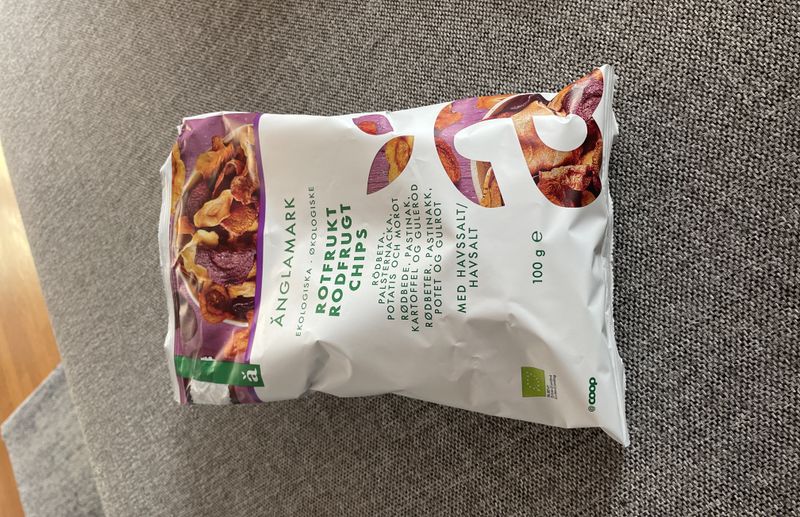 ÄNGLAMARK
EKOLOGISKA · ØKOLOGISKE
ROTFRUKT
RODFRUGT
CHIPS
RÖDBETA,
PALSTERNACKA,
POTATIS OCH MOROT
RØDBEDE, PASTINAK,
KARTOFFEL OG GULEROD
RØDBETER, PASTINAKK,
POTET OG GULROT
MED HAVSSALT/
HAVSALT
100 g e
coop